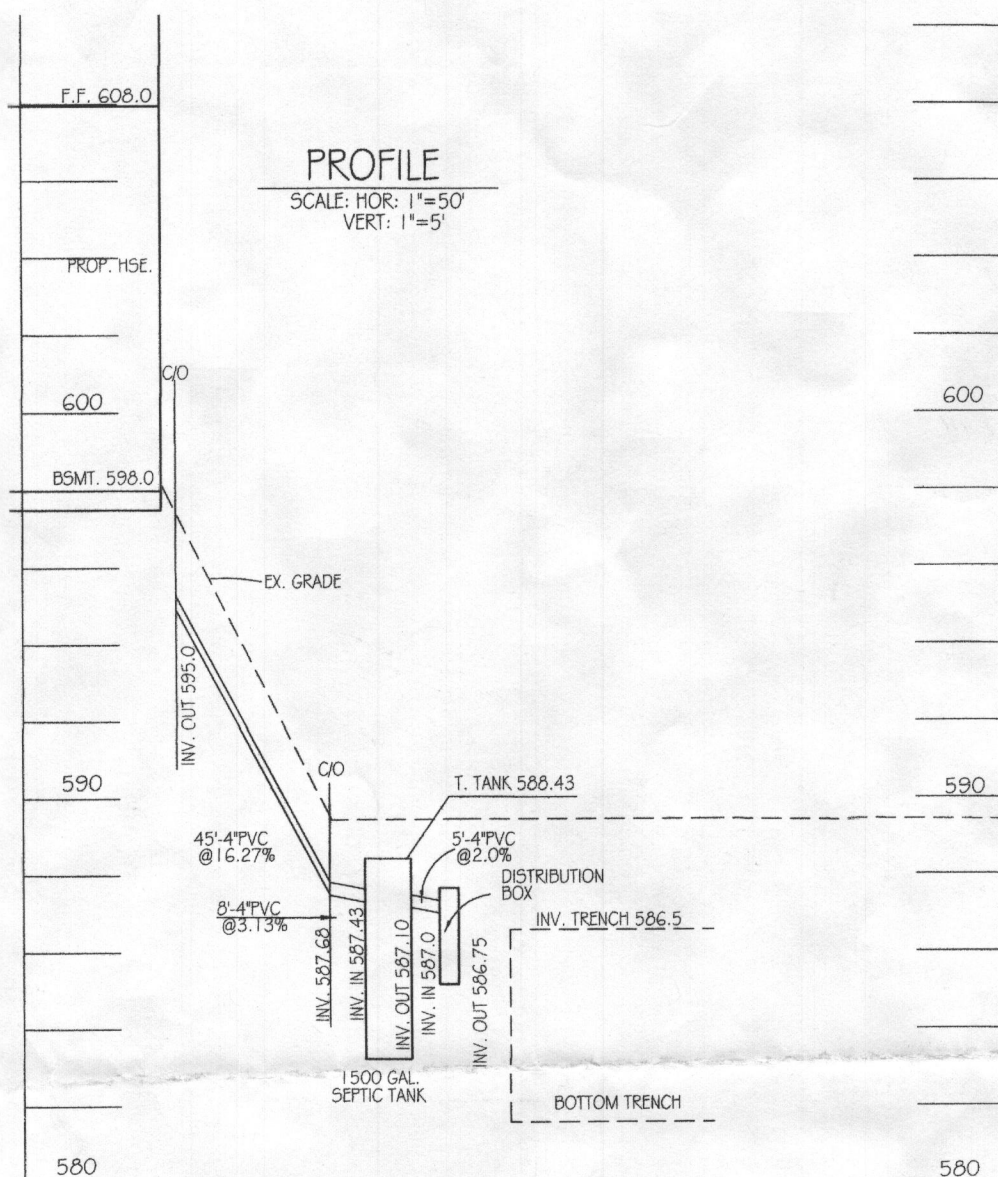 F.F. 608.0
PROFILE
SCALE: HOR: 1"=50'
VERT: 1"=5'
PROP. HSE.
C/O
600
600
BSMT. 598.0
EX. GRADE
INV. OUT 595.0
C/O
590
T. TANK 588.43
590
45'-4"PVC
@16.27%
5'-4"PVC
@2.0%
DISTRIBUTION
BOX
8'-4"PVC
@3.13%
INV. TRENCH 586.5
INV. 587.68
INV. IN 587.43
INV. OUT 587.10
INV. IN 587.0
INV. OUT 586.75
1500 GAL.
SEPTIC TANK
BOTTOM TRENCH
580
580